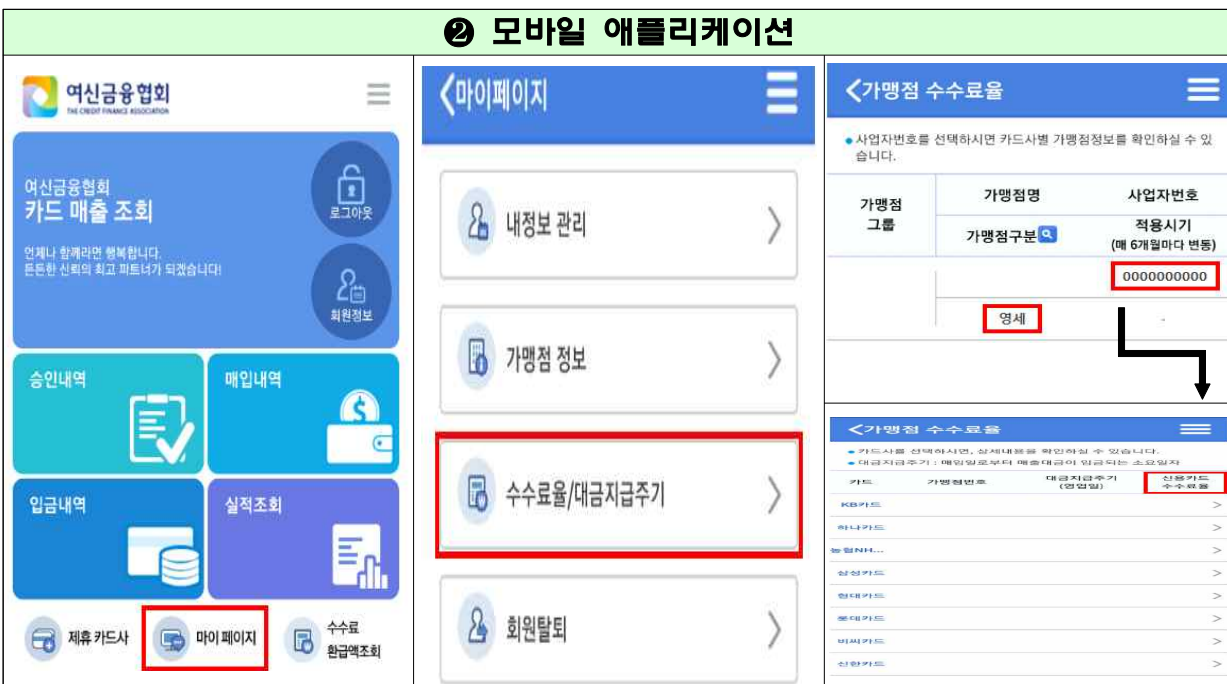 ❷ 모바일 애플리케이션
여신금융협회
THE CREDIT FINANCE ASSOCIATION
여신금융협회
카드 매출 조회
언제나 함께라면 행복합니다.
든든한 신뢰의 최고 파트너가 되겠습니다!
로그아웃
회원정보
승인내역
매입내역
입금내역
실적조회
제휴 카드사
마이 페이지
수수료
환급액조회
마이페이지
내정보 관리
가맹점 정보
수수료율/대금지급주기
회원탈퇴
가맹점 수수료율
사업자번호를 선택하시면 카드사별 가맹점정보를 확인하실 수 있
습니다.
가맹점
그룹
가맹점명
사업자번호
가맹점구분
적용시기
(매 6개월마다 변동)
0000000000
영세
-
가맹점 수수료율
카드사를 선택하시면, 상세내용을 확인하실 수 있습니다.
대금지급주기 : 매입일로부터 매출대금이 입금되는 소요일자
카드
가맹점번호
대금지급주기
(영업일)
신용카드
수수료율
KB카드
하나카드
농협NH...
삼성카드
현대카드
롯데카드
비씨카드
신한카드